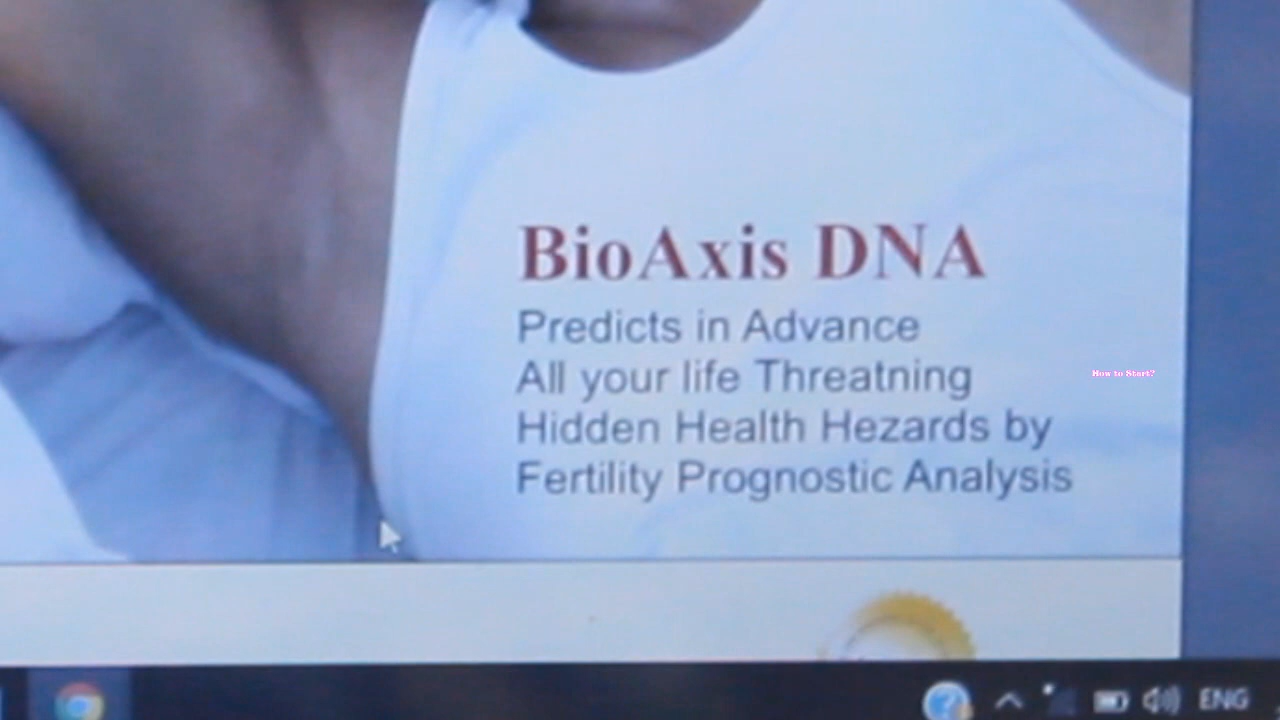 BioAxis DNA
Predicts in Advance
All your life Threatning
How to Start?
Hidden Health Hezards by
Fertility Prognostic Analysis
ENG